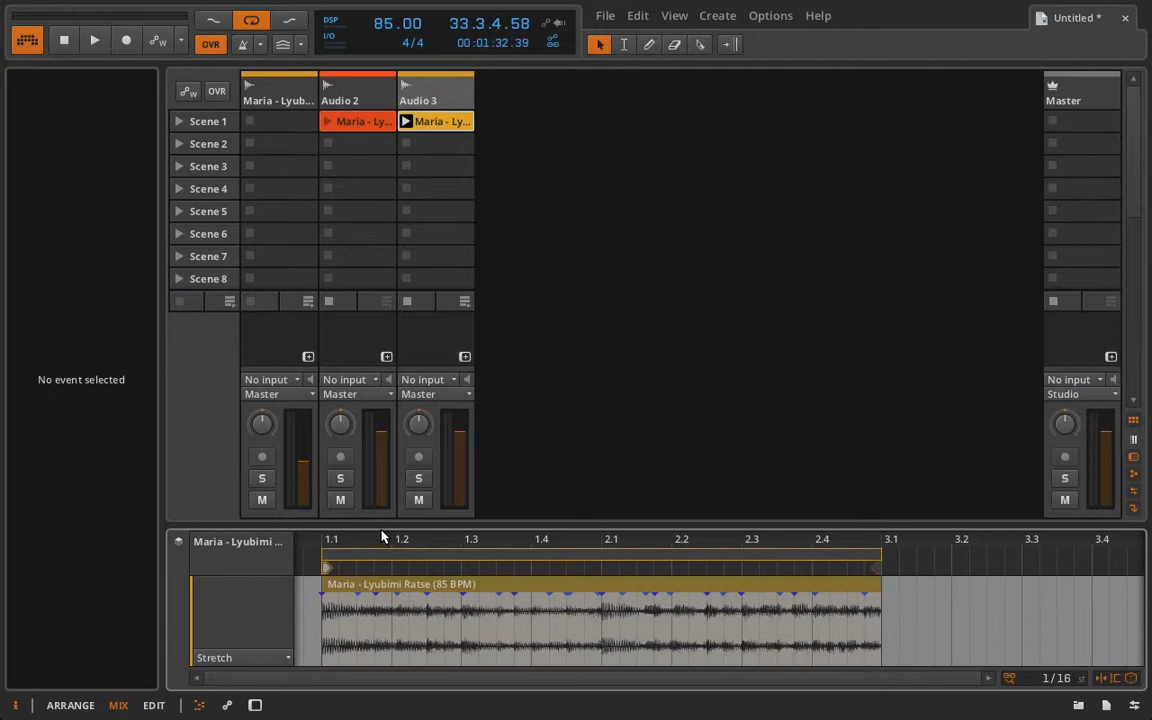 DSP 85.00 33.3.4.58
File Edit View Create Options Help
Untitled *
OVR
I/O 4/4 00:01:32.39
OVR
Maria - Lyub... Audio 2 Audio 3 Master
Scene 1 Maria - Ly... Maria - Ly...
Scene 2
Scene 3
Scene 4
Scene 5
No event selected
Scene 6
Scene 7
Scene 8
No input No input No input No input
Master Master Master Studio
S S S S
M M M M
Maria - Lyubimi ... 1.1 1.2 1.3 1.4 2.1 2.2 2.3 2.4 3.1 3.2 3.3 3.4
Maria - Lyubimi Ratse (85 BPM)
Stretch
1/16 st
i ARRANGE MIX EDIT